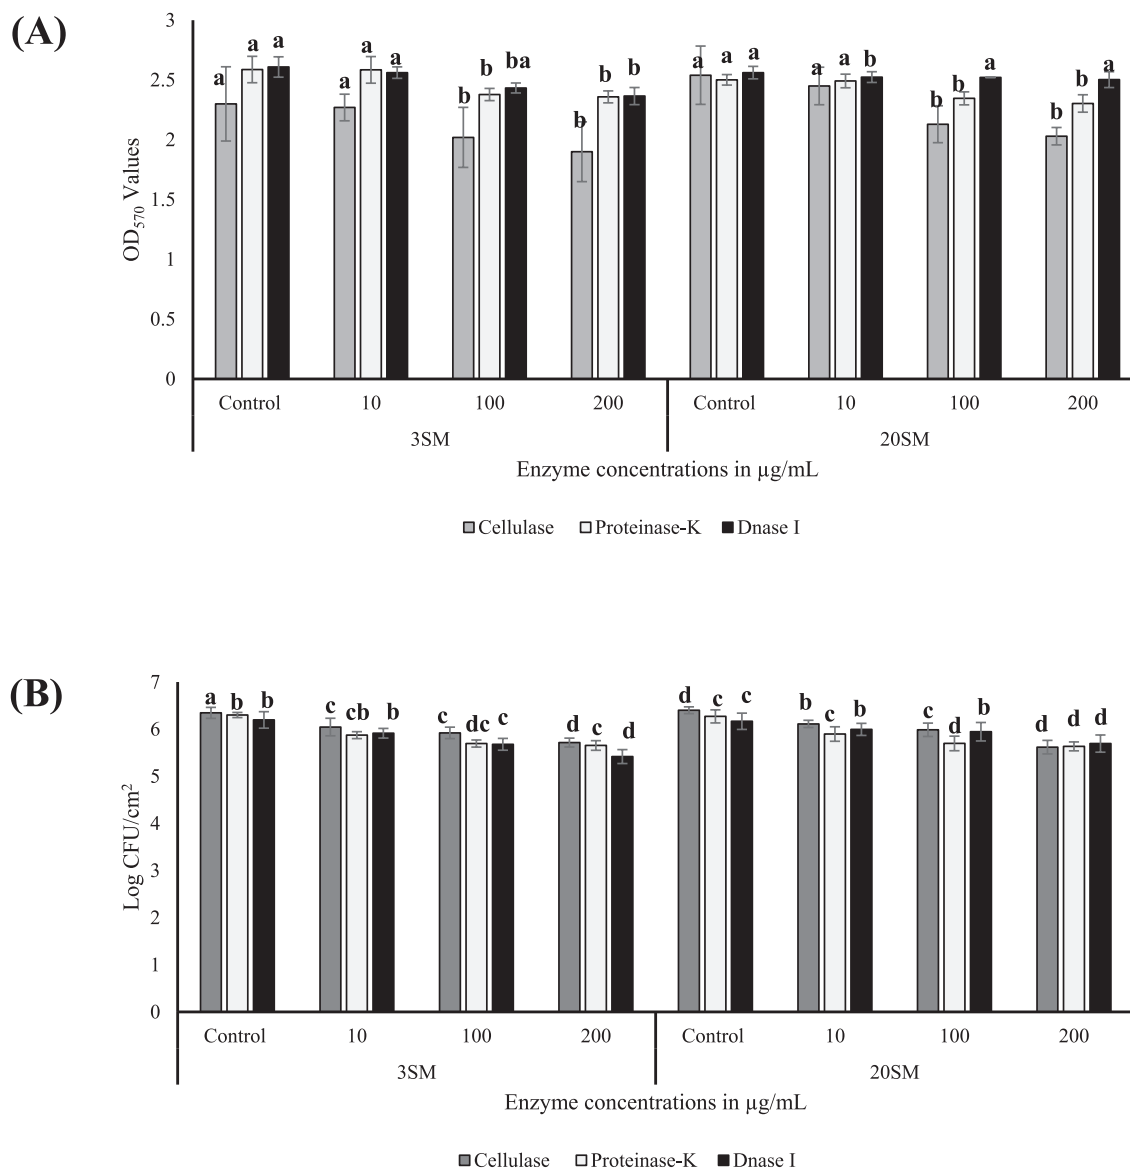 (A)
3
2.5
2
1.5
1
0.5
0
OD570 Values
a a a a a a b b ba b b b a a a a a b b b a b b a
Control 10 100 200 Control 10 100 200
3SM 20SM
Enzyme concentrations in µg/mL
Cellulase Proteinase-K Dnase I
(B)
7
6
5
4
3
2
1
0
Log CFU/cm2
a b b c cb b c dc c d c d d c c b c b c d b d d d
Control 10 100 200 Control 10 100 200
3SM 20SM
Enzyme concentrations in µg/mL
Cellulase Proteinase-K Dnase I